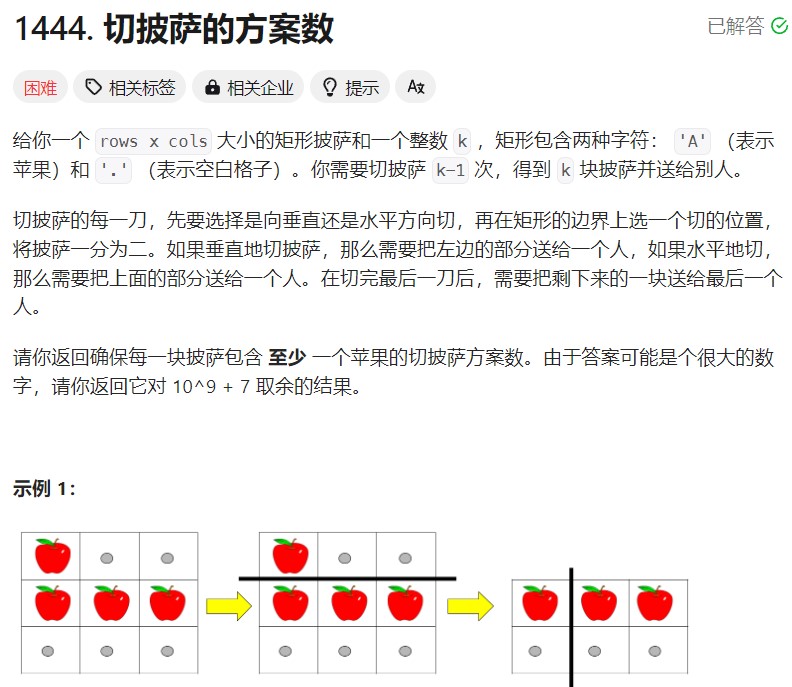 1444. 切披萨的方案数
已解答
困难 相关标签 相关企业 提示
给你一个 rows x cols 大小的矩形披萨和一个整数 k ，矩形包含两种字符： 'A' （表示
苹果）和 '.' （表示空白格子）。你需要切披萨 k-1 次，得到 k 块披萨并送给别人。
切披萨的每一刀，先要选择是向垂直还是水平方向切，再在矩形的边界上选一个切的位置，
将披萨一分为二。如果垂直地切披萨，那么需要把左边的部分送给一个人，如果水平地切，
那么需要把上面的部分送给一个人。在切完最后一刀后，需要把剩下来的一块送给最后一个
人。
请你返回确保每一块披萨包含 至少 一个苹果的切披萨方案数。由于答案可能是个很大的数
字，请你返回它对 10^9 + 7 取余的结果。
示例 1：